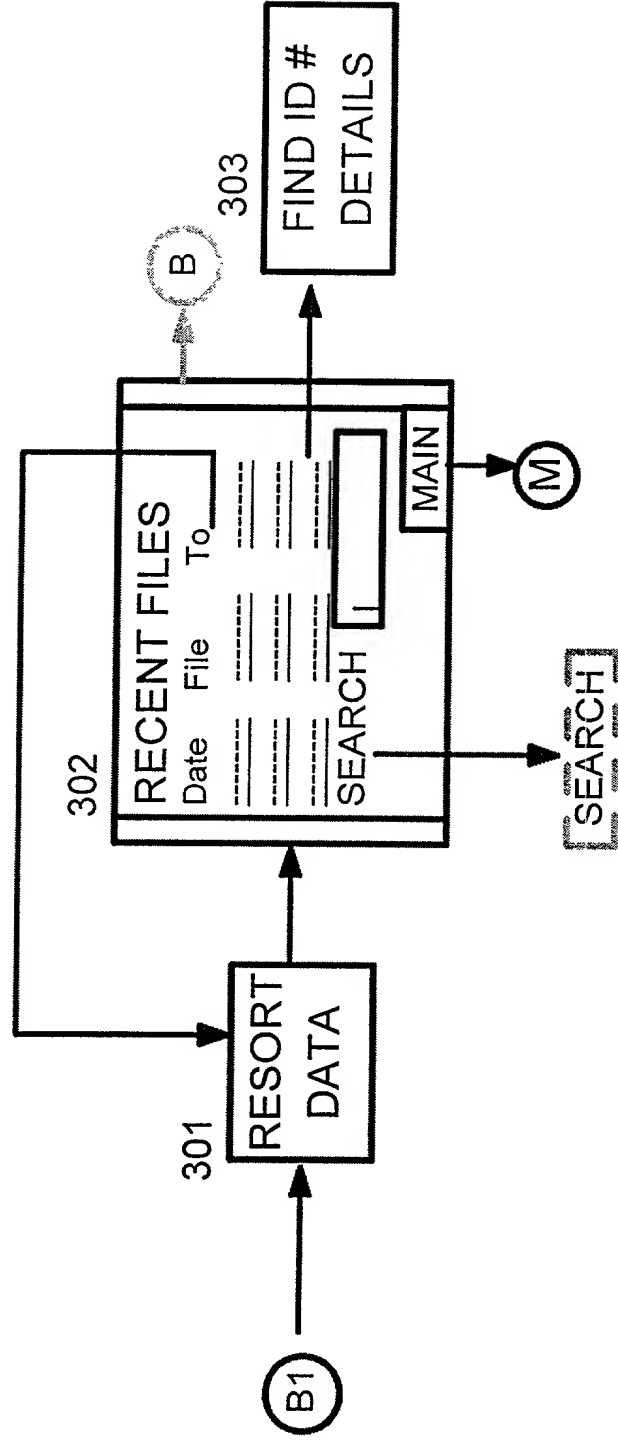 B1
301
RESORT
DATA
302
RECENT FILES
Date File To
SEARCH
MAIN
B
M
SEARCH
303
FIND ID #
DETAILS